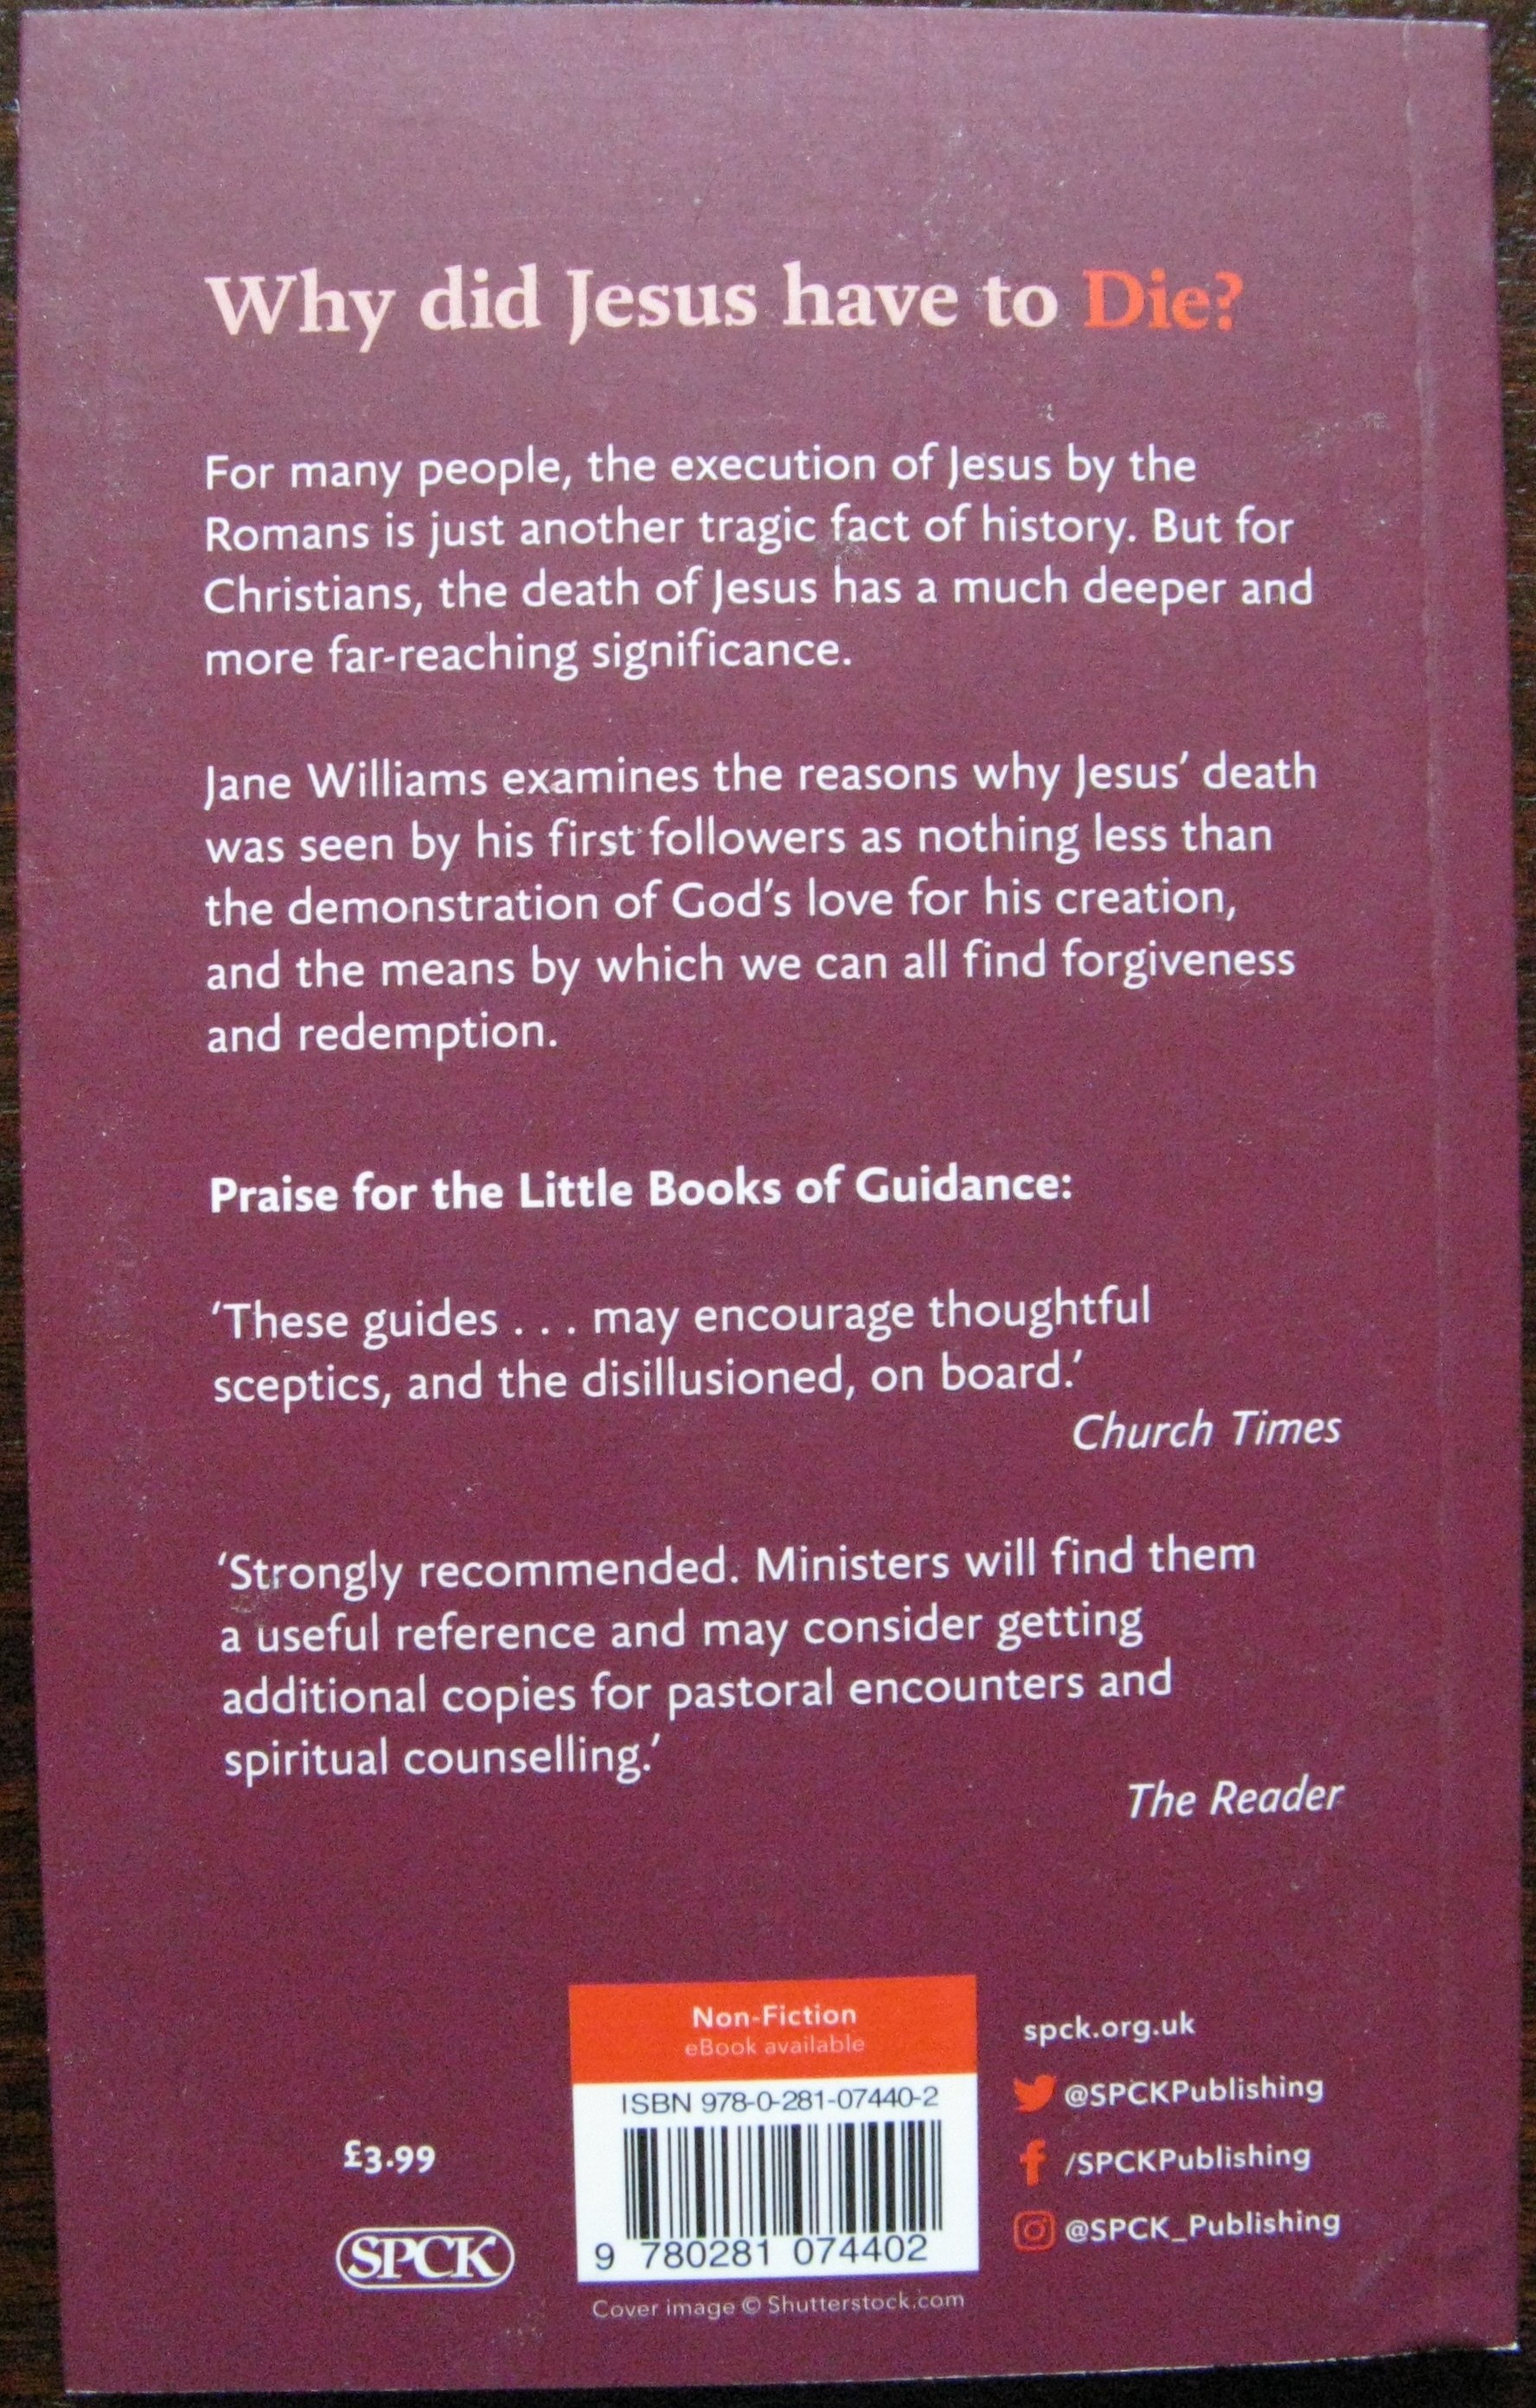 Why did Jesus have to Die?
For many people, the execution of Jesus by the
Romans is just another tragic fact of history. But for
Christians, the death of Jesus has a much deeper and
more far-reaching significance.
Jane Williams examines the reasons why Jesus’ death
was seen by his first followers as nothing less than
the demonstration of God’s love for his creation,
and the means by which we can all find forgiveness
and redemption.
Praise for the Little Books of Guidance:
‘These guides . . . may encourage thoughtful
sceptics, and the disillusioned, on board.’
Church Times
‘Strongly recommended. Ministers will find them
a useful reference and may consider getting
additional copies for pastoral encounters and
spiritual counselling.’
The Reader
£3.99
SPCK
Non-Fiction
eBook available
ISBN 978-0-281-07440-2
9 780281 074402
Cover image © Shutterstock.com
spck.org.uk
@SPCKPublishing
/SPCKPublishing
@SPCK_Publishing